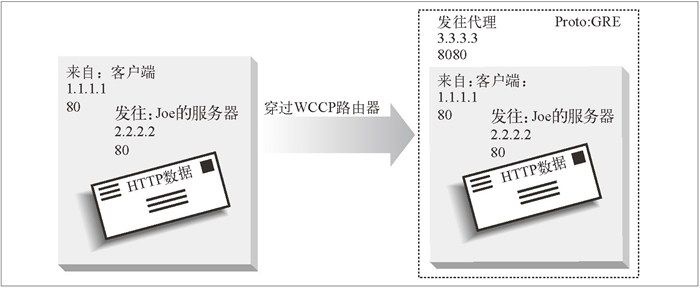 来自：客户端
1.1.1.1
80
发往：Joe的服务器
2.2.2.2
80
HTTP数据
穿过WCCP路由器
发往代理
Proto:GRE
3.3.3.3
8080
来自：客户端：
1.1.1.1
80
发往：Joe的服务器
2.2.2.2
80
HTTP数据